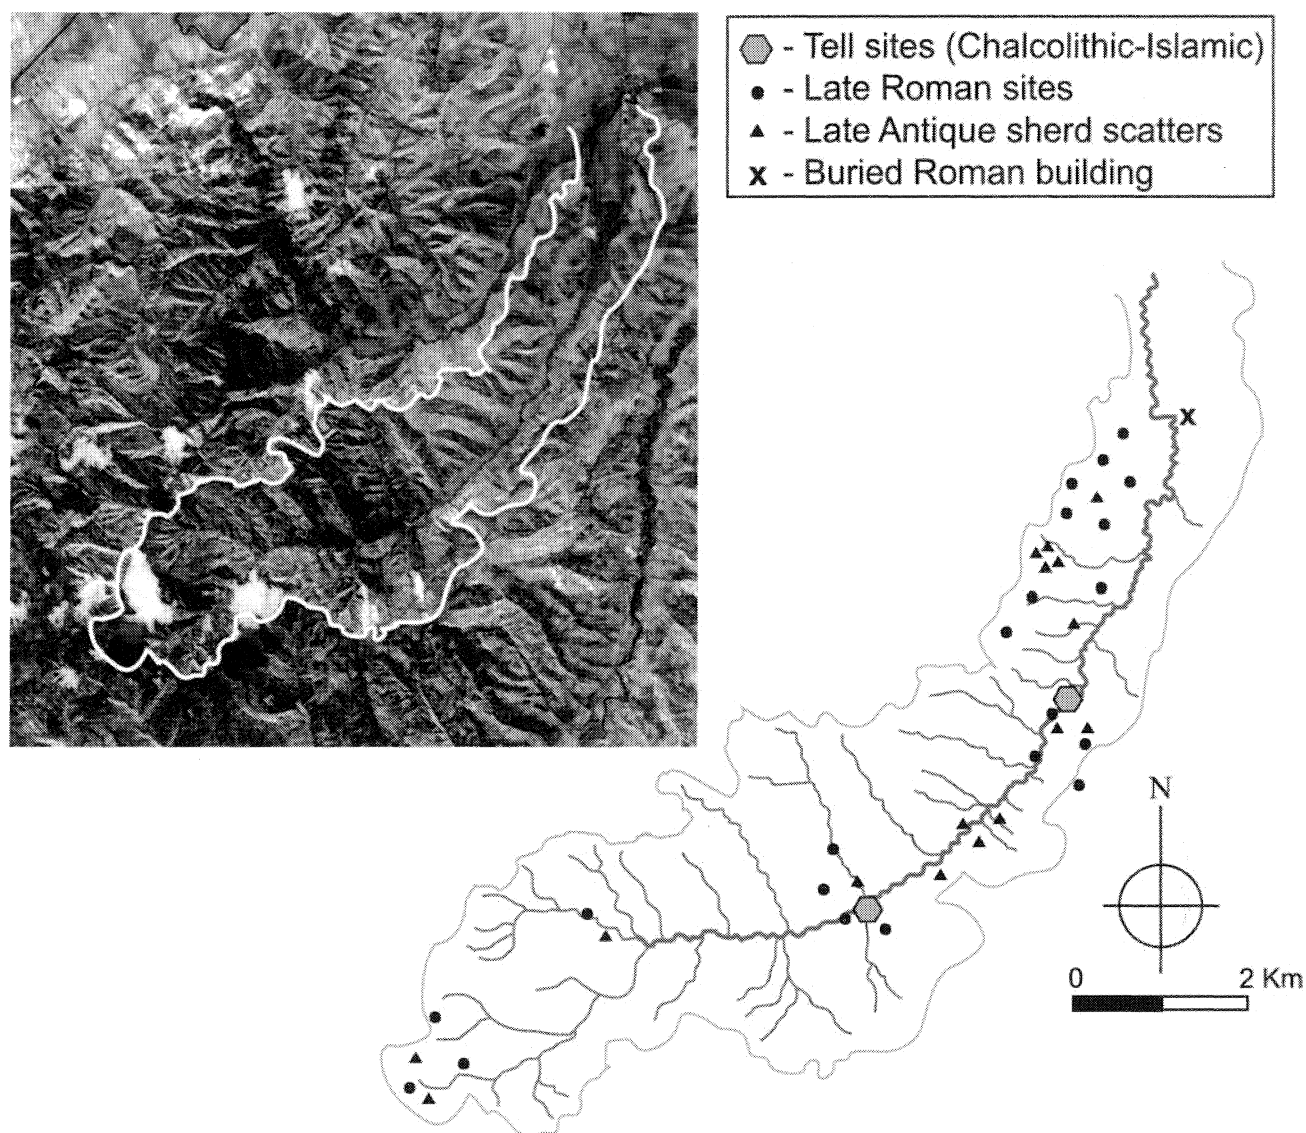 - Tell sites (Chalcolithic-Islamic)
- Late Roman sites
- Late Antique sherd scatters
x - Buried Roman building
x
N
0 2 Km